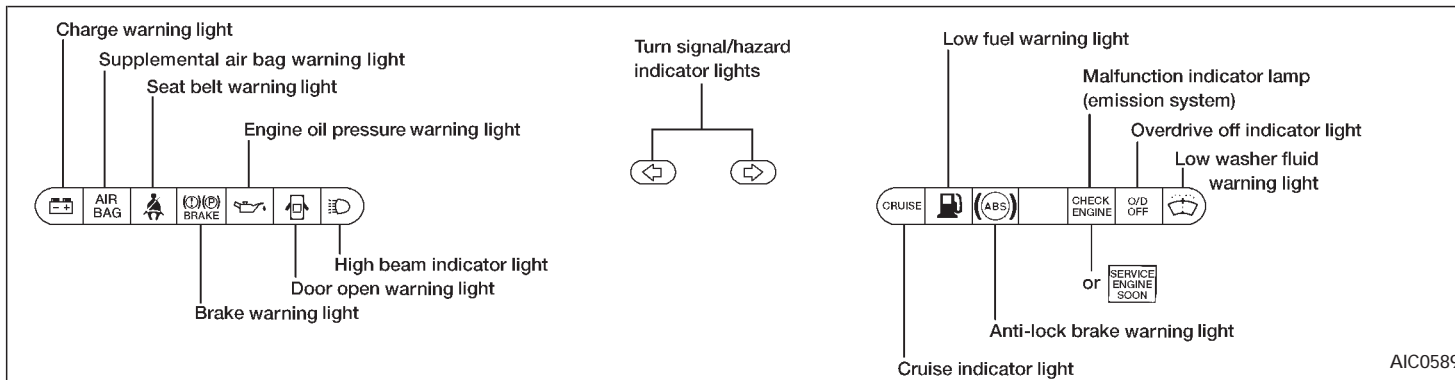 Charge warning light
Supplemental air bag warning light
Seat belt warning light
Engine oil pressure warning light
AIR
BAG
(!)(P)
BRAKE
High beam indicator light
Door open warning light
Brake warning light
Turn signal/hazard
indicator lights
Low fuel warning light
Malfunction indicator lamp
(emission system)
Overdrive off indicator light
Low washer fluid
warning light
CRUISE
(ABS)
CHECK
ENGINE
O/D
OFF
or
SERVICE
ENGINE
SOON
Anti-lock brake warning light
Cruise indicator light
AIC0589